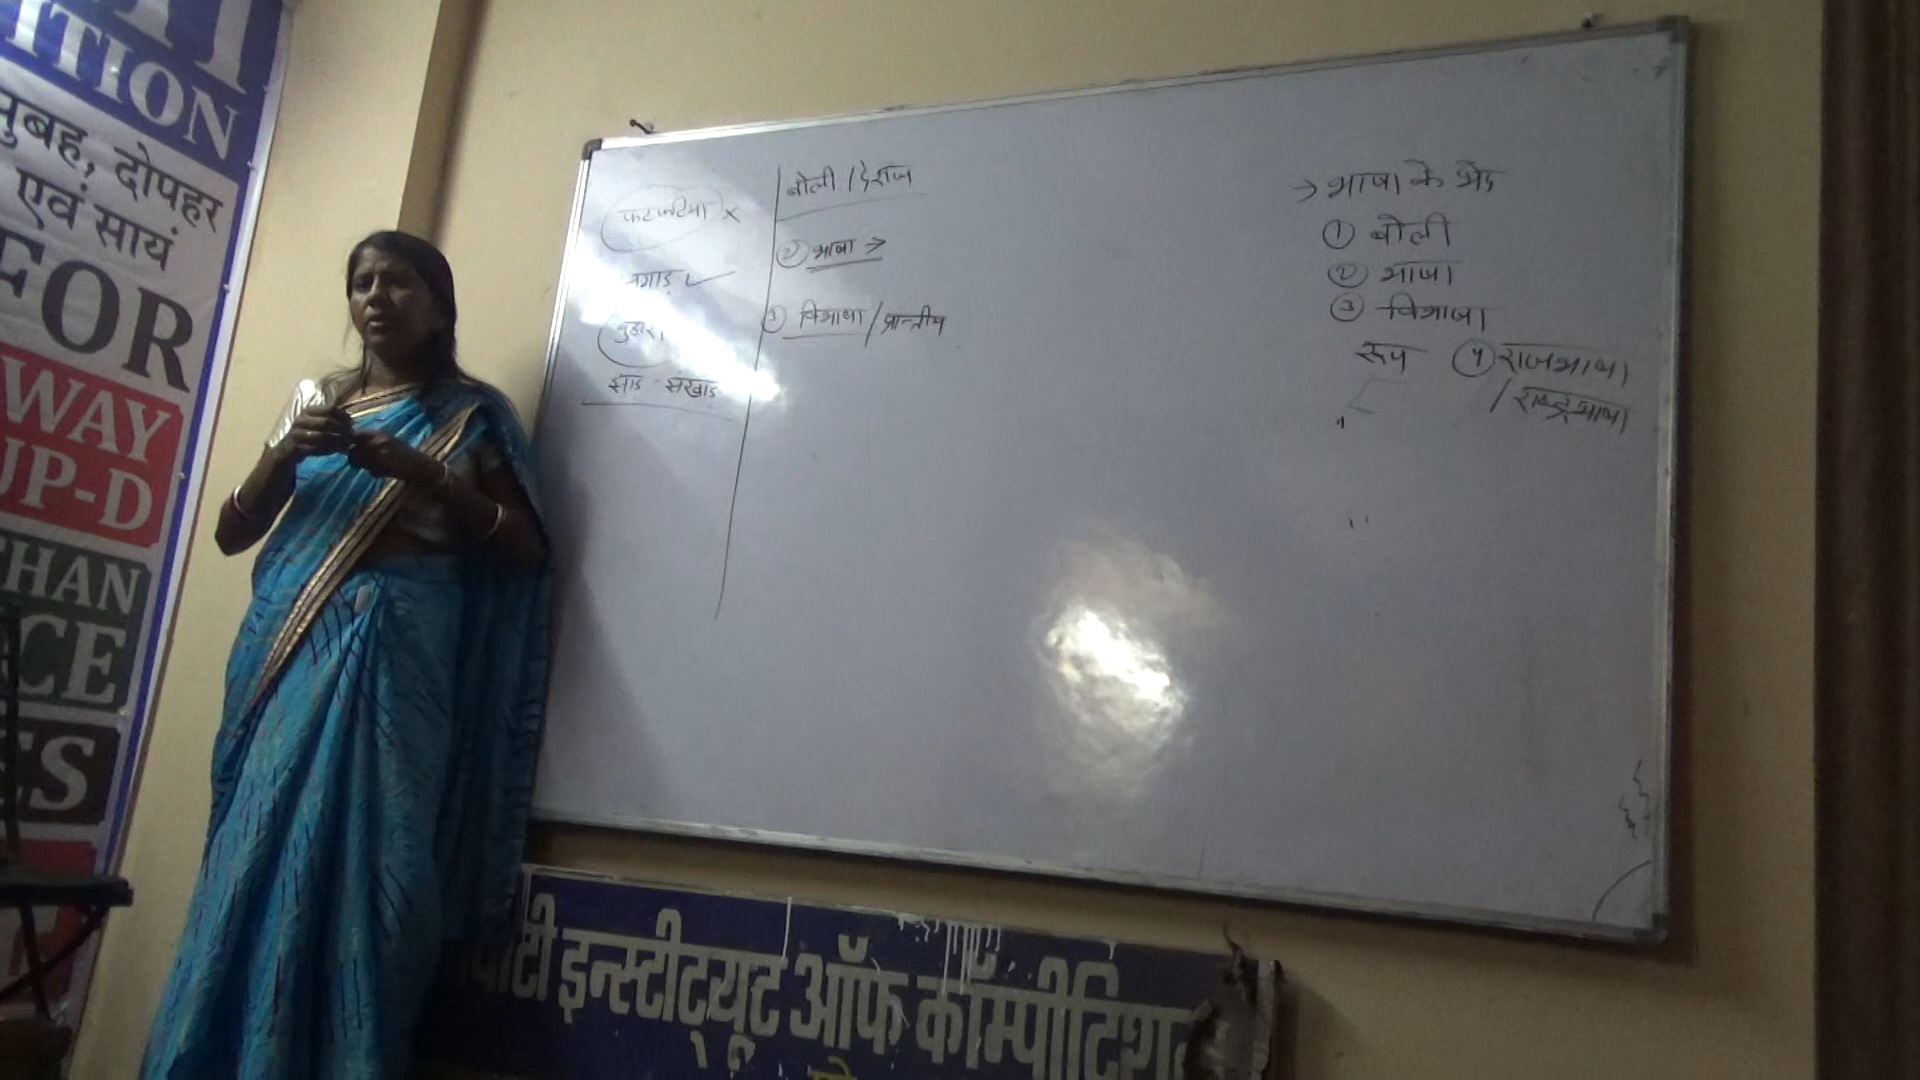 ITION
सुबह, दोपहर
एवं सायं
FOR
WAY
UP-D
THAN
CE
ES
फटफटिया ×
नगाड़
झाड़ झंखाड़
बोली / देशज
② भाषा →
③ विभाषा / प्रान्तीय
→ भाषा के भेद
① बोली
② भाषा
③ विभाषा
रूप ④ राजभाषा
/ राष्ट्रभाषा
इन्स्टीट्यूट ऑफ कॉम्पीटिशन